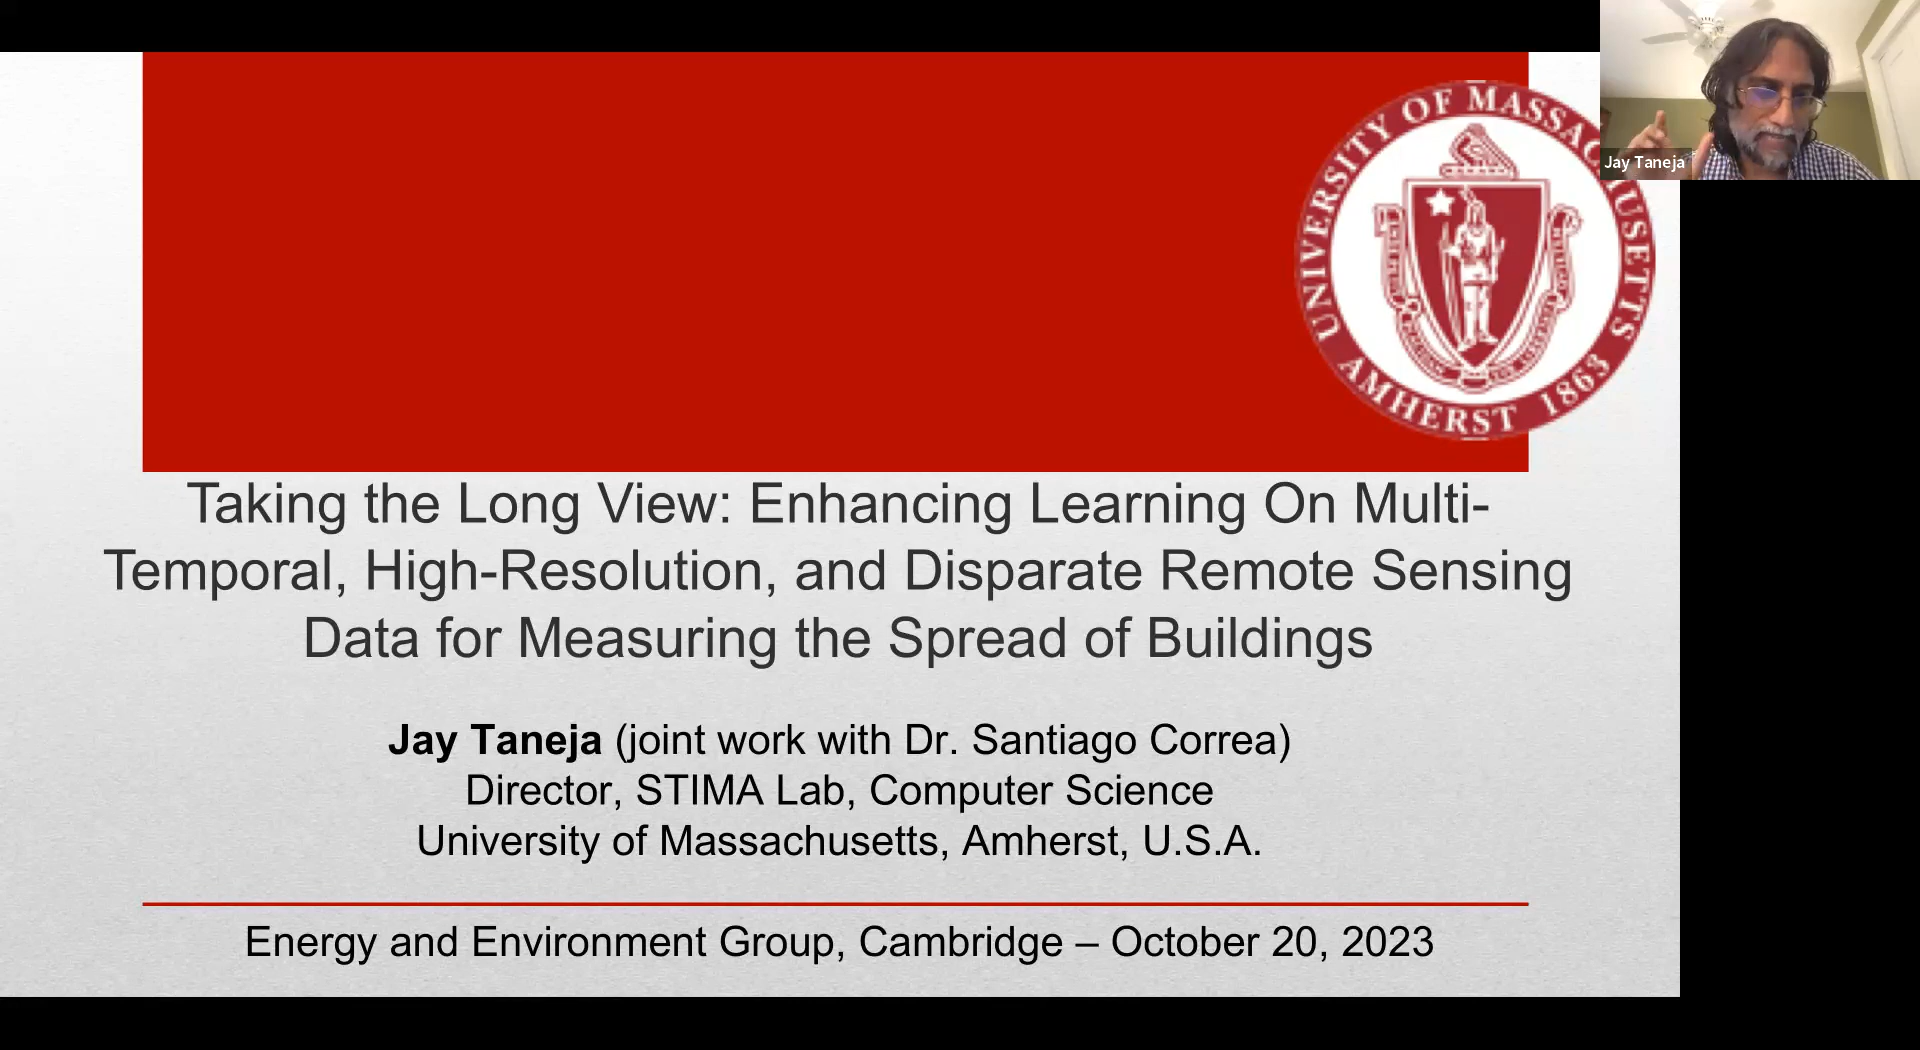 UNIVERSITY OF MASSACHUSETTS
AMHERST 1863
Jay Taneja
Taking the Long View: Enhancing Learning On Multi-
Temporal, High-Resolution, and Disparate Remote Sensing
Data for Measuring the Spread of Buildings
Jay Taneja (joint work with Dr. Santiago Correa)
Director, STIMA Lab, Computer Science
University of Massachusetts, Amherst, U.S.A.
Energy and Environment Group, Cambridge – October 20, 2023